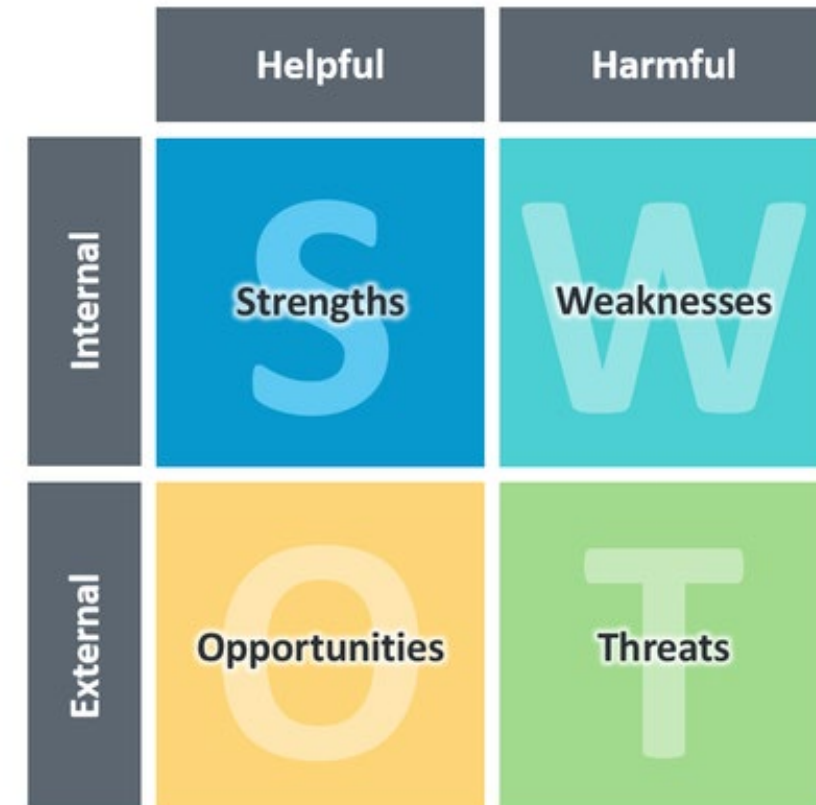 Helpful
Harmful
Internal
S
Strengths
W
Weaknesses
External
O
Opportunities
T
Threats